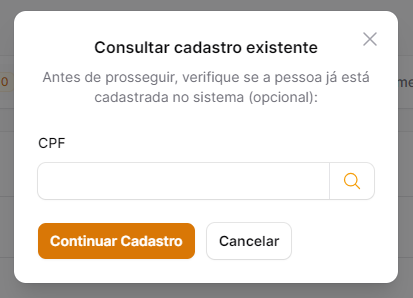 Consultar cadastro existente
Antes de prosseguir, verifique se a pessoa já está
cadastrada no sistema (opcional):
CPF
Continuar Cadastro
Cancelar